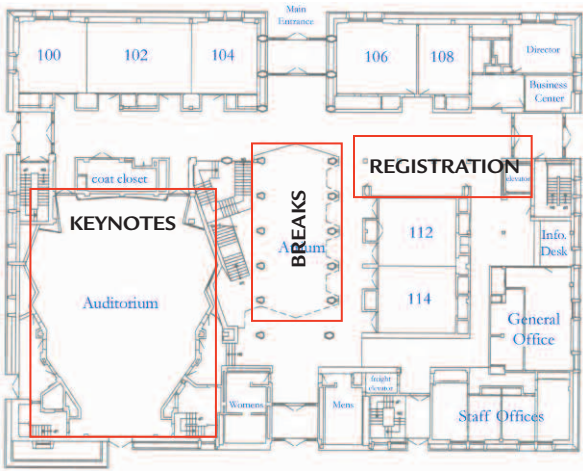 Main
Entrance
100
102
104
106
108
Director
Business
Center
REGISTRATION
elevator
coat closet
KEYNOTES
BREAKS
Atrium
112
Info.
Desk
Auditorium
114
General
Office
freight
elevator
Womens
Mens
Staff Offices